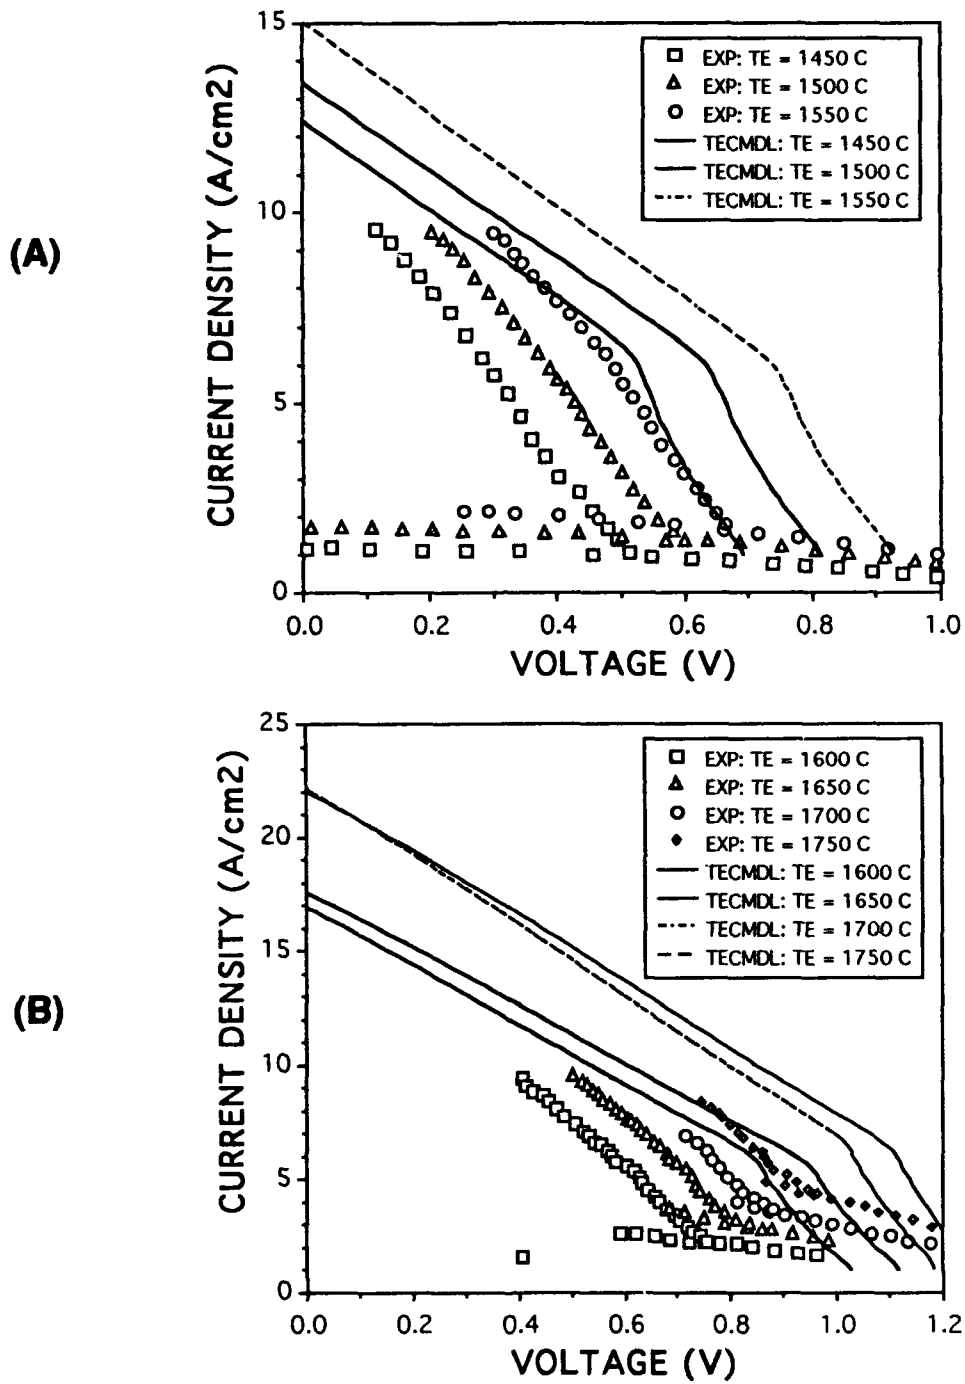 (A)
CURRENT DENSITY (A/cm2)
15
10
5
0
EXP: TE = 1450 C
EXP: TE = 1500 C
EXP: TE = 1550 C
TECMDL: TE = 1450 C
TECMDL: TE = 1500 C
TECMDL: TE = 1550 C
0.0 0.2 0.4 0.6 0.8 1.0
VOLTAGE (V)
(B)
CURRENT DENSITY (A/cm2)
25
20
15
10
5
0
EXP: TE = 1600 C
EXP: TE = 1650 C
EXP: TE = 1700 C
EXP: TE = 1750 C
TECMDL: TE = 1600 C
TECMDL: TE = 1650 C
TECMDL: TE = 1700 C
TECMDL: TE = 1750 C
0.0 0.2 0.4 0.6 0.8 1.0 1.2
VOLTAGE (V)